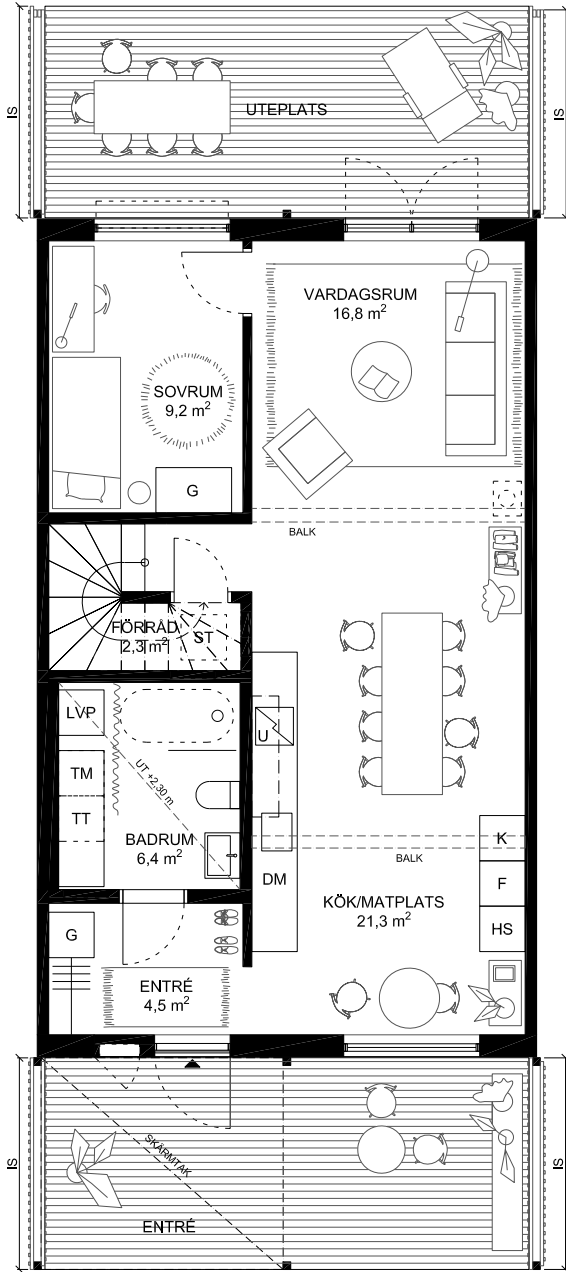 IS
IS
UTEPLATS
VARDAGSRUM
16,8 m²
SOVRUM
9,2 m²
G
BALK
FÖRRÅD
2,3 m²
ST
LVP
U
TM
UT +2,30 m
TT
BADRUM
6,4 m²
K
BALK
DM
F
KÖK/MATPLATS
21,3 m²
HS
G
ENTRÉ
4,5 m²
SKÄRMTAK
IS
IS
ENTRÉ